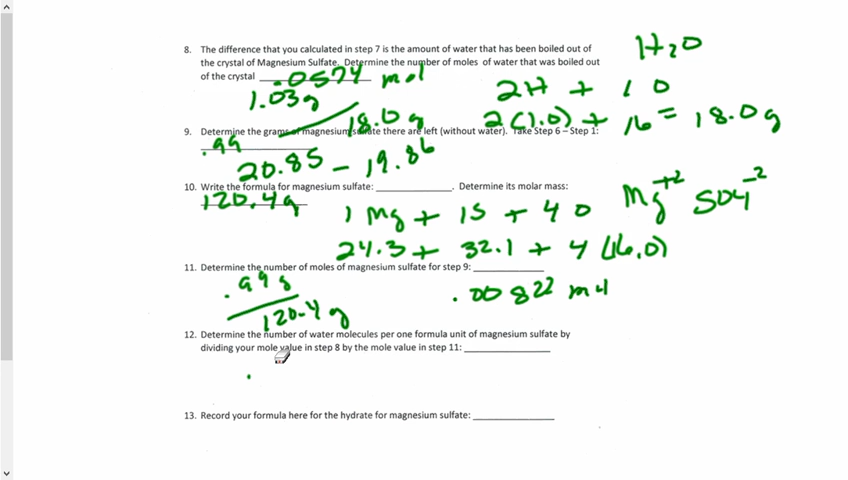 8. The difference that you calculated in step 7 is the amount of water that has been boiled out of
the crystal of Magnesium Sulfate. Determine the number of moles of water that was boiled out
of the crystal ____________ .0574 mol
H2O
1.03g
18.0g
2H + 1 O
2(1.0) + 16 = 18.0 g
9. Determine the grams of magnesium sulfate there are left (without water). Take Step 6 – Step 1:
.99
20.85 - 19.86
10. Write the formula for magnesium sulfate: ____________. Determine its molar mass:
120.4g
Mg+2 SO4-2
1 Mg + 1S + 4 O
24.3 + 32.1 + 4 (16.0)
11. Determine the number of moles of magnesium sulfate for step 9: ____________
.99 g
120.4 g
.00822 mol
12. Determine the number of water molecules per one formula unit of magnesium sulfate by
dividing your mole value in step 8 by the mole value in step 11: ____________
.
13. Record your formula here for the hydrate for magnesium sulfate: ____________